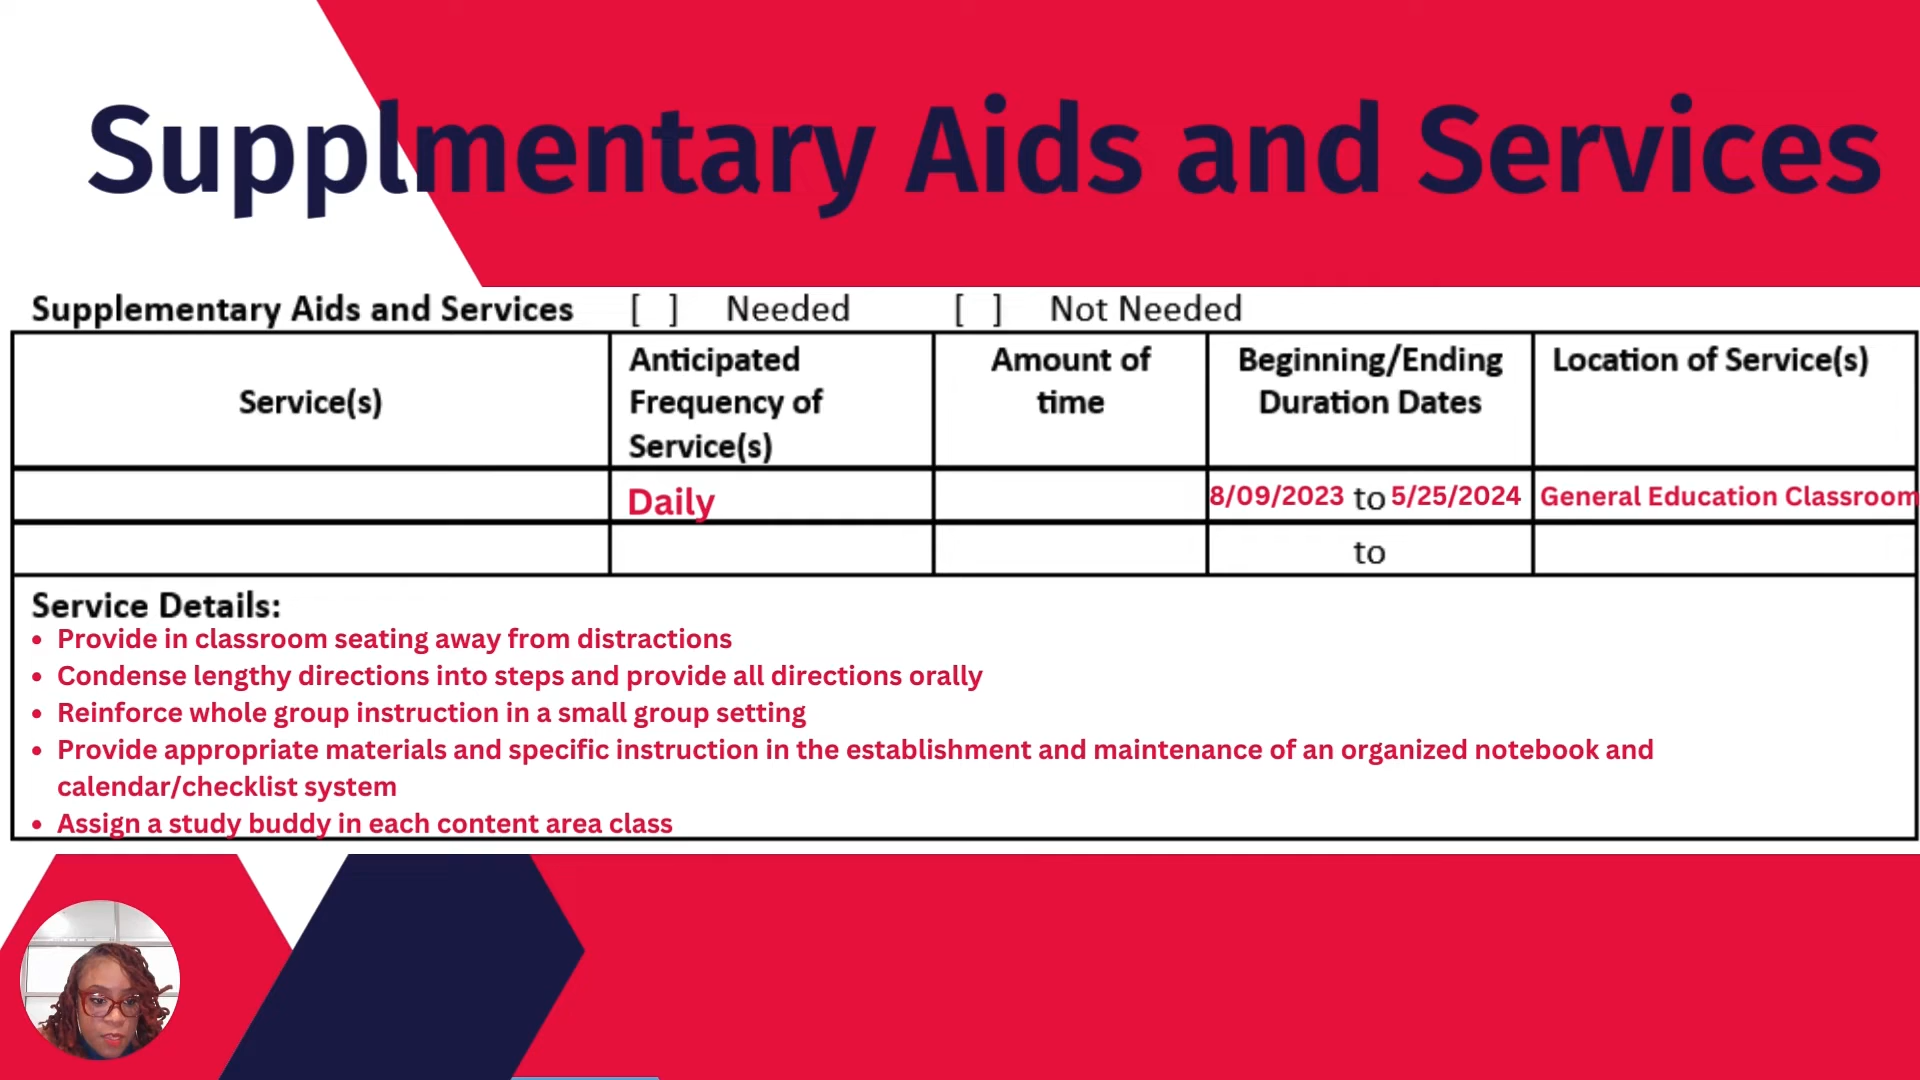 Supplmentary Aids and Services
Supplementary Aids and Services [ ] Needed [ ] Not Needed
Service(s)
Anticipated
Frequency of
Service(s)
Amount of
time
Beginning/Ending
Duration Dates
Location of Service(s)
Daily
8/09/2023 to 5/25/2024
General Education Classroom
to
Service Details:
• Provide in classroom seating away from distractions
• Condense lengthy directions into steps and provide all directions orally
• Reinforce whole group instruction in a small group setting
• Provide appropriate materials and specific instruction in the establishment and maintenance of an organized notebook and
calendar/checklist system
• Assign a study buddy in each content area class